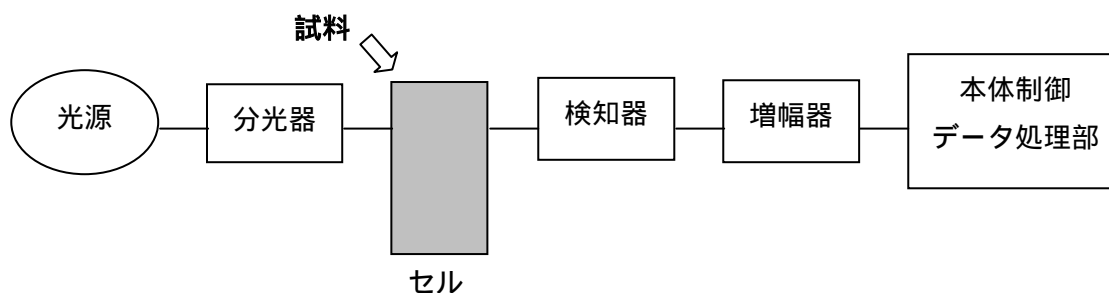 試料
光源
分光器
検知器
増幅器
本体制御
データ処理部
セル